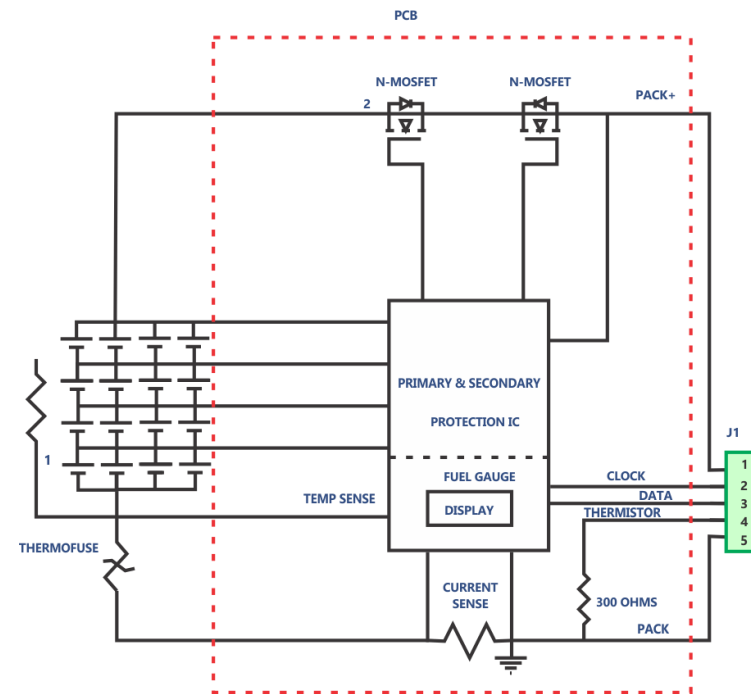 PCB
N-MOSFET
N-MOSFET
2
PACK+
PRIMARY & SECONDARY
PROTECTION IC
J1
1
1
FUEL GAUGE
CLOCK
2
DISPLAY
TEMP SENSE
DATA
3
THERMISTOR
4
5
THERMOFUSE
CURRENT
SENSE
300 OHMS
PACK